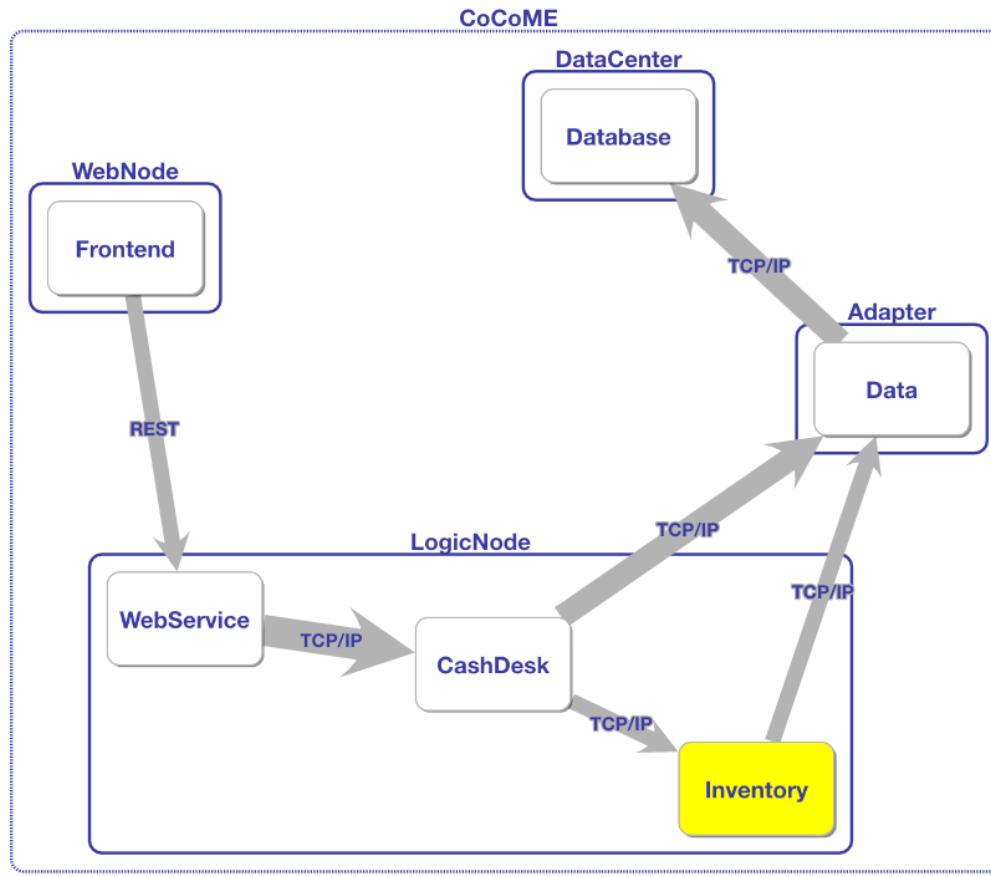 CoCoME
DataCenter
Database
WebNode
Frontend
TCP/IP
Adapter
Data
REST
TCP/IP
LogicNode
TCP/IP
WebService
TCP/IP
CashDesk
TCP/IP
Inventory